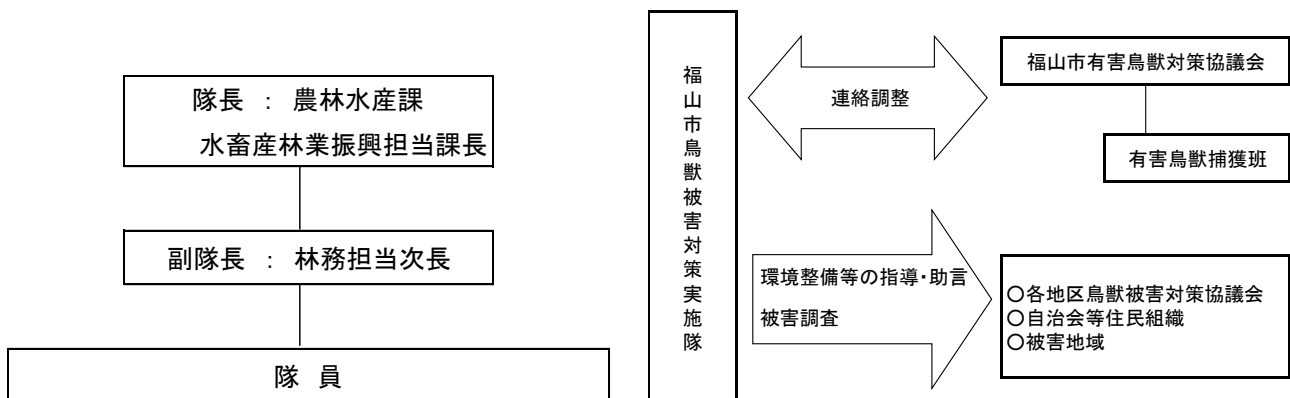 隊長 : 農林水産課
水畜産林業振興担当課長
副隊長 : 林務担当次長
隊 員
福山市鳥獣被害対策実施隊
連絡調整
福山市有害鳥獣対策協議会
有害鳥獣捕獲班
環境整備等の指導・助言
被害調査
○各地区鳥獣被害対策協議会
○自治会等住民組織
○被害地域